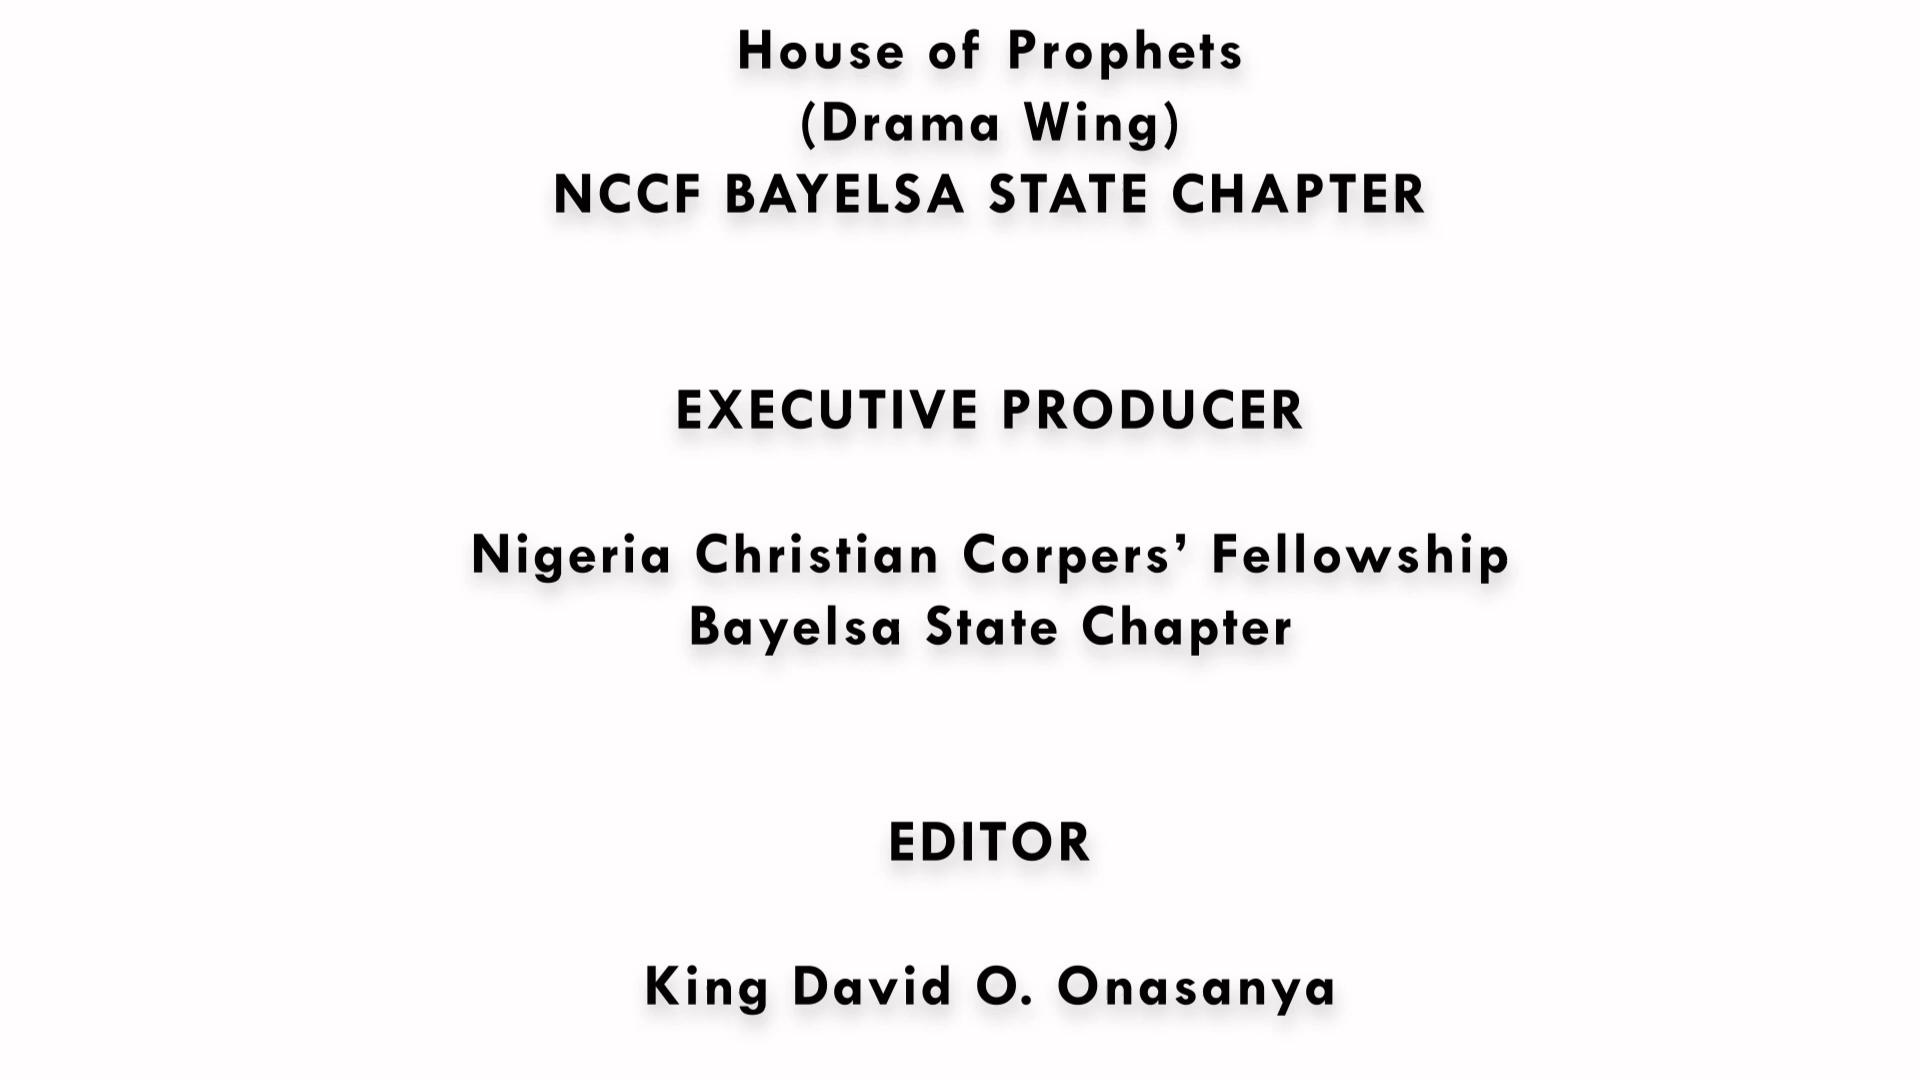 House of Prophets
(Drama Wing)
NCCF BAYELSA STATE CHAPTER
EXECUTIVE PRODUCER
Nigeria Christian Corpers’ Fellowship
Bayelsa State Chapter
EDITOR
King David O. Onasanya